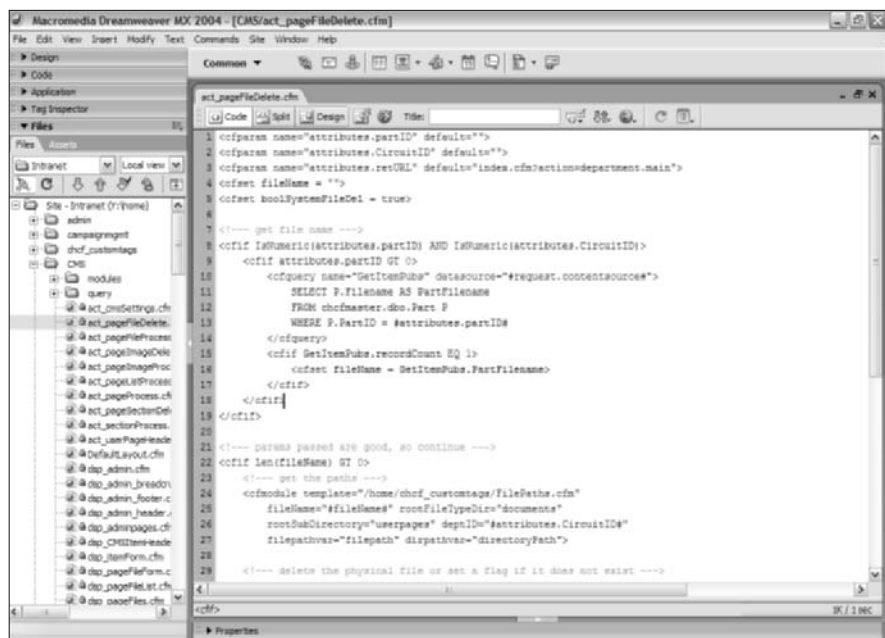 Macromedia Dreamweaver MX 2004 - [CMS/act_pageFileDelete.cfm]
File Edit View Insert Modify Text Commands Site Window Help
Design
Code
Application
Tag Inspector
Files
Files Assets
Intranet Local view
Site - Intranet (Y:\home)
admin
campaignmgmt
chcf_customtags
CMS
modules
query
act_cmsSettings.cfr
act_pageFileDelete.
act_pageFileProcess
act_pageImageDele
act_pageImageProc
act_pageListProcess
act_pageProcess.cfr
act_pageSectionDel
act_sectionProcess.
act_userPageHeade
DefaultLayout.cfm
dsp_admin.cfm
dsp_admin_breadcru
dsp_admin_footer.c
dsp_admin_header.c
dsp_adminpages.cfr
dsp_CMSItemHeade
dsp_itemForm.cfm
dsp_pageFileForm.c
dsp_pageFileList.cfr
dsp_pageFiles.cfm
Common
act_pageFileDelete.cfm
Code Split Design Title:
1 <cfparam name="attributes.partID" default="">
2 <cfparam name="attributes.CircuitID" default="">
3 <cfparam name="attributes.retURL" default="index.cfm?action=department.main">
4 <cfset fileName = "">
5 <cfset boolSystemFileDel = true>
6
7 <!--- get file name --->
8 <cfif IsNumeric(attributes.partID) AND IsNumeric(attributes.CircuitID)>
9 <cfif attributes.partID GT 0>
10 <cfquery name="GetItemPubs" datasource="#request.contentsource#">
11 SELECT P.Filename AS PartFilename
12 FROM chcfmaster.dbo.Part P
13 WHERE P.PartID = #attributes.partID#
14 </cfquery>
15 <cfif GetItemPubs.recordCount EQ 1>
16 <cfset fileName = GetItemPubs.PartFilename>
17 </cfif>
18 </cfif>
19 </cfif>
20
21 <!--- params passed are good, so continue --->
22 <cfif Len(fileName) GT 0>
23 <!--- get the paths --->
24 <cfmodule template="/home/chcf_customtags/FilePaths.cfm"
25 fileName="#fileName#" rootFileTypeDir="documents"
26 rootSubDirectory="userpages" deptID="#attributes.CircuitID#"
27 filepathvar="filepath" dirpathvar="directoryPath">
28
29 <!--- delete the physical file or set a flag if it does not exist --->
<cfif>
1K / 1 sec
Properties